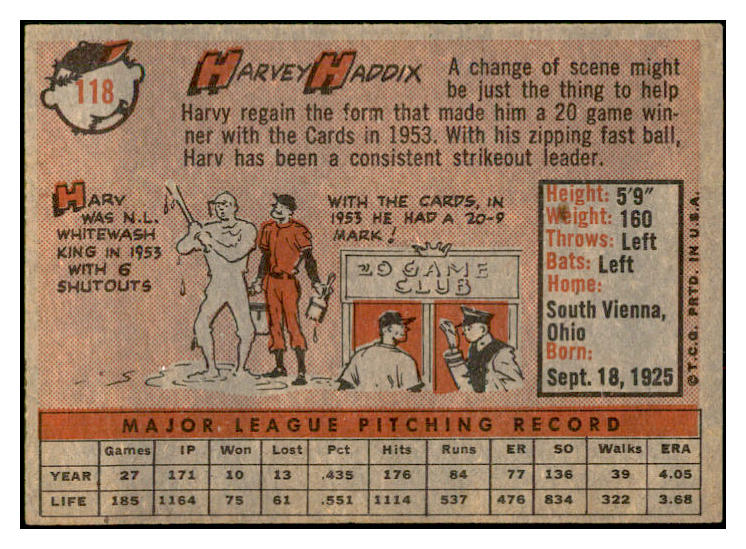 118
HARVEY HADDIX
A change of scene might
be just the thing to help
Harvy regain the form that made him a 20 game win-
ner with the Cards in 1953. With his zipping fast ball,
Harv has been a consistent strikeout leader.
HARV
WAS N.L.
WHITEWASH
KING IN 1953
WITH 6
SHUTOUTS
WITH THE CARDS, IN
1953 HE HAD A 20-9
MARK!
20 GAME
CLUB
Height: 5'9"
Weight: 160
Throws: Left
Bats: Left
Home:
South Vienna,
Ohio
Born:
Sept. 18, 1925
© T.C.G. PRTD. IN U.S.A.
MAJOR LEAGUE PITCHING RECORD
Games IP Won Lost Pct Hits Runs ER SO Walks ERA
YEAR 27 171 10 13 .435 176 84 77 136 39 4.05
LIFE 185 1164 75 61 .551 1114 537 476 834 322 3.68